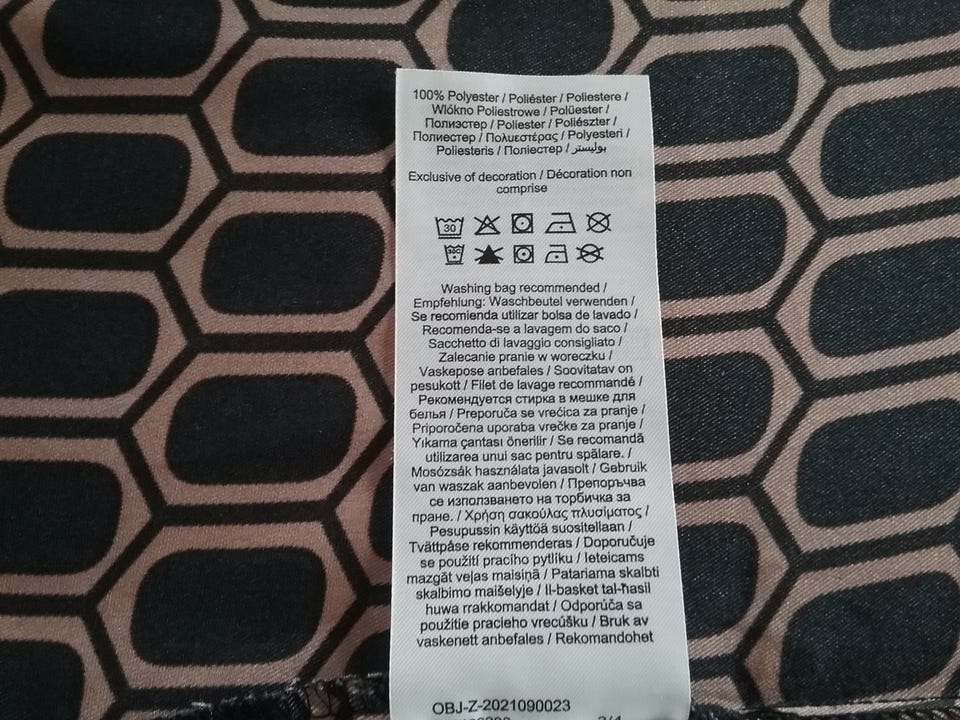 100% Polyester / Poliéster / Poliestere /
Włókno Poliestrowe / Polüester /
Полиэстер / Poliester / Poliészter /
Полиестер / Πολυεστέρας / Polyesteri /
Poliesteris / Поліестер / بوليستر
Exclusive of decoration / Décoration non
comprise
30
30C
Washing bag recommended /
Empfehlung: Waschbeutel verwenden /
Se recomienda utilizar bolsa de lavado /
Recomenda-se a lavagem do saco /
Sacchetto di lavaggio consigliato /
Zalecanie pranie w woreczku /
Vaskepose anbefales / Soovitatav on
pesukott / Filet de lavage recommandé /
Рекомендуется стирка в мешке для
белья / Preporuča se vrećica za pranje /
Priporočena uporaba vrečke za pranje /
Yıkama çantası önerilir / Se recomandă
utilizarea unui sac pentru spălare. /
Mosózsák használata javasolt / Gebruik
van waszak aanbevolen / Препоръчва
се използването на торбичка за
пране. / Χρήση σακούλας πλυσίματος /
Pesupussin käyttöä suositellaan /
Tvättpåse rekommenderas / Doporučuje
se použití pracího pytlíku / Ieteicams
mazgāt veļas maisiņā / Patariama skalbti
skalbimo maišelyje / Il-basket tal-ħasil
huwa rrakkomandat / Odporúča sa
použitie pracieho vrecúšku / Bruk av
vaskenett anbefales / Rekomandohet
OBJ-Z-2021090023